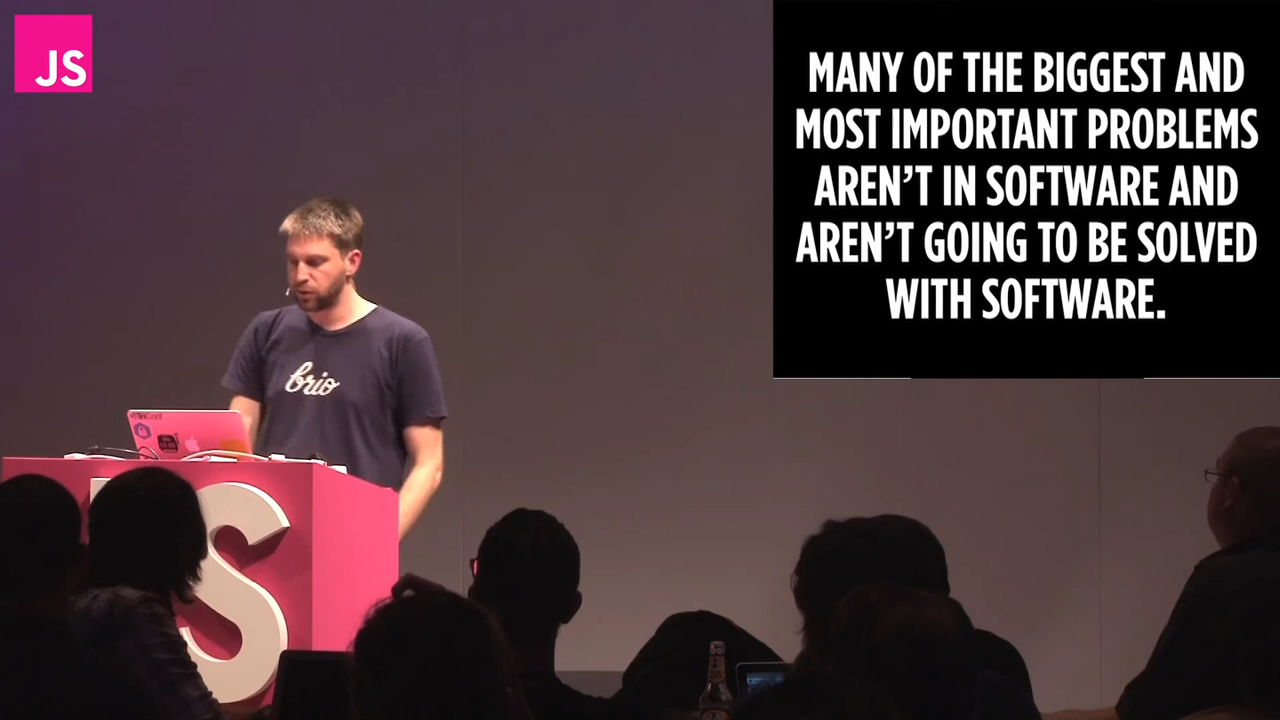 JS
MANY OF THE BIGGEST AND
MOST IMPORTANT PROBLEMS
AREN'T IN SOFTWARE AND
AREN'T GOING TO BE SOLVED
WITH SOFTWARE.
brio
S